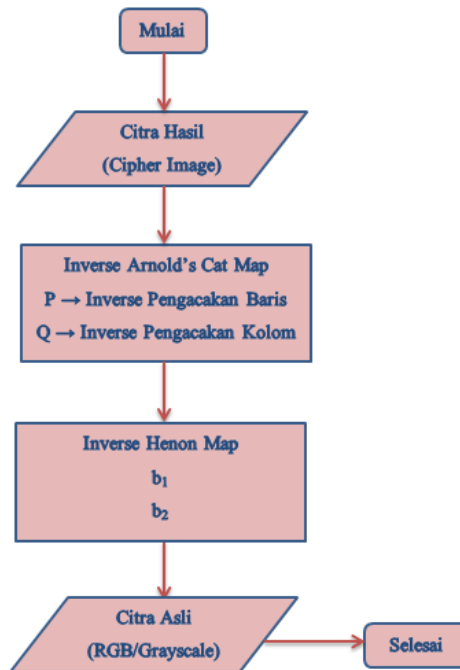 Mulai
Citra Hasil
(Cipher Image)
Inverse Arnold's Cat Map
P → Inverse Pengacakan Baris
Q → Inverse Pengacakan Kolom
Inverse Henon Map
b₁
b₂
Citra Asli
(RGB/Grayscale)
Selesai